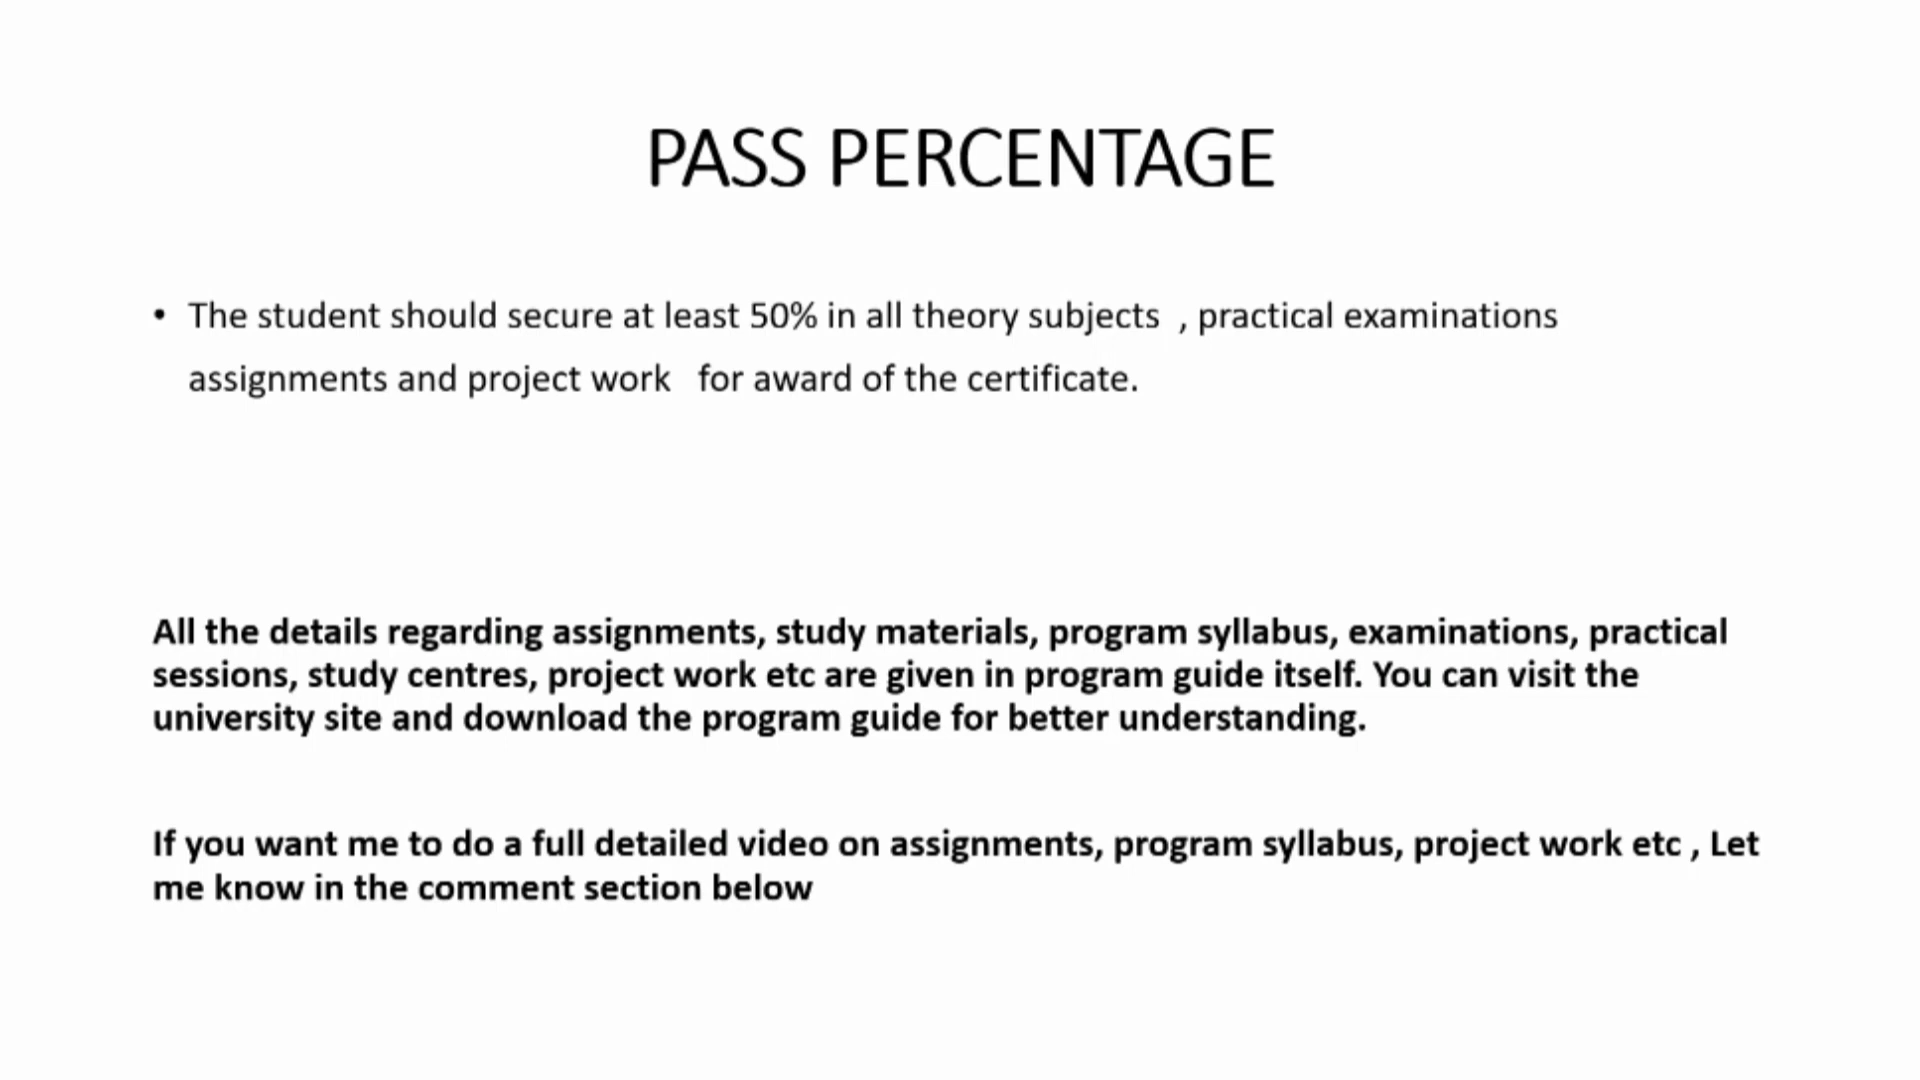 PASS PERCENTAGE
• The student should secure at least 50% in all theory subjects , practical examinations
assignments and project work for award of the certificate.
All the details regarding assignments, study materials, program syllabus, examinations, practical
sessions, study centres, project work etc are given in program guide itself. You can visit the
university site and download the program guide for better understanding.
If you want me to do a full detailed video on assignments, program syllabus, project work etc , Let
me know in the comment section below